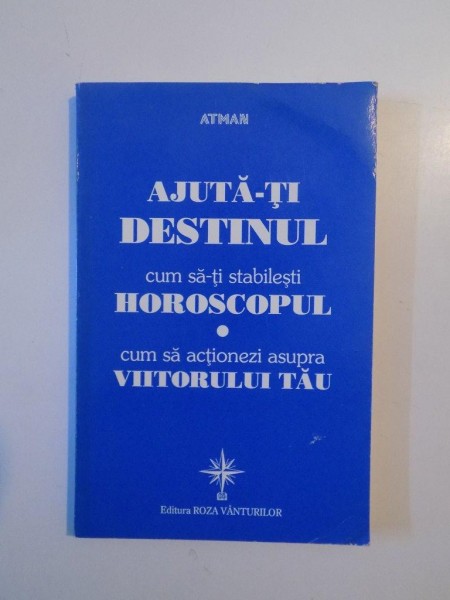 ATMAN
AJUTĂ-ŢI
DESTINUL
cum să-ţi stabileşti
HOROSCOPUL
•
cum să acţionezi asupra
VIITORULUI TĂU
Editura ROZA VÂNTURILOR